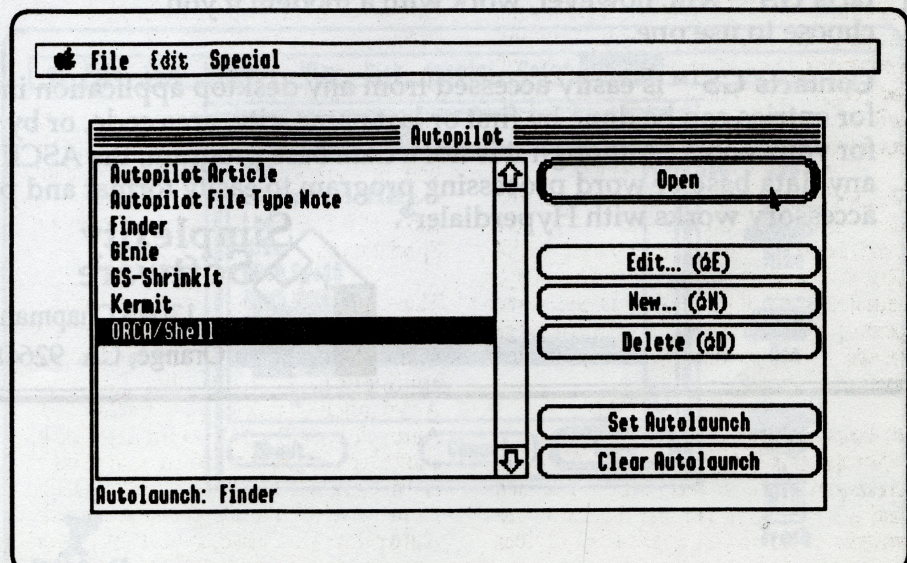 File Edit Special
Autopilot
Autopilot Article
Autopilot File Type Note
Finder
GEnie
GS-ShrinkIt
Kermit
ORCA/Shell
Open
Edit... (E)
New... (N)
Delete (D)
Set Autolaunch
Clear Autolaunch
Autolaunch: Finder